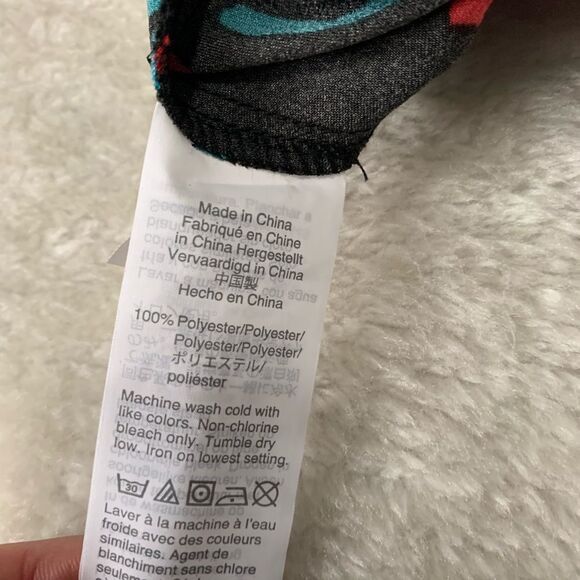 Made in China
Fabriqué en Chine
in China Hergestellt
Vervaardigd in China
中国製
Hecho en China
100% Polyester/Polyester/
Polyester/Polyester/
ポリエステル/
poliéster
Machine wash cold with
like colors. Non-chlorine
bleach only. Tumble dry
low. Iron on lowest setting.
30
Laver à la machine à l'eau
froide avec des couleurs
similaires. Agent de
blanchiment sans chlore
seulement.